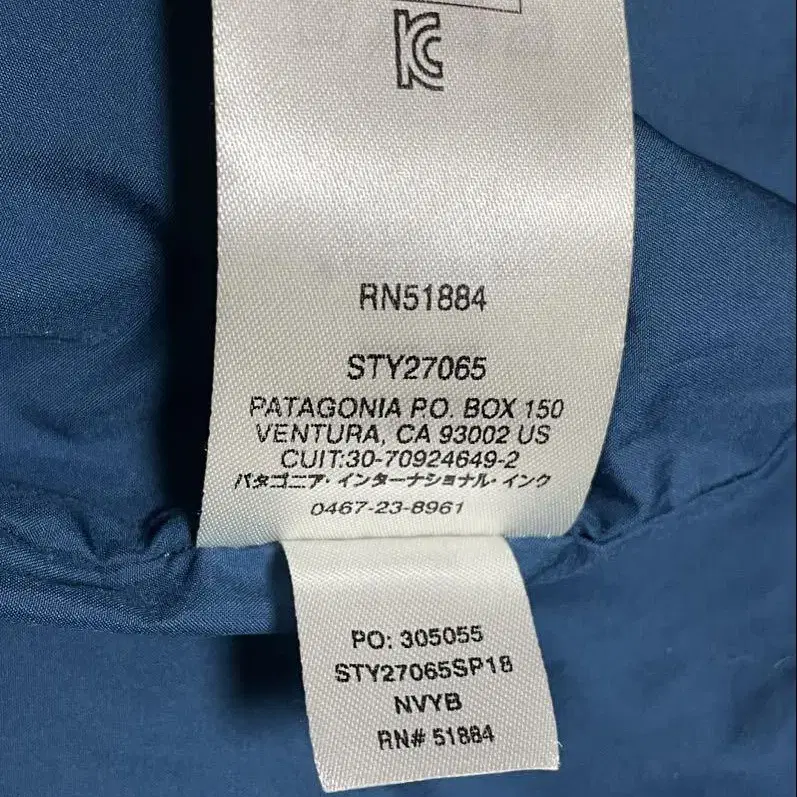 RN51884
STY27065
PATAGONIA P.O. BOX 150
VENTURA, CA 93002 US
CUIT:30-70924649-2
パタゴニア・インターナショナル・インク
0467-23-8961
PO: 305055
STY27065SP18
NVYB
RN# 51884